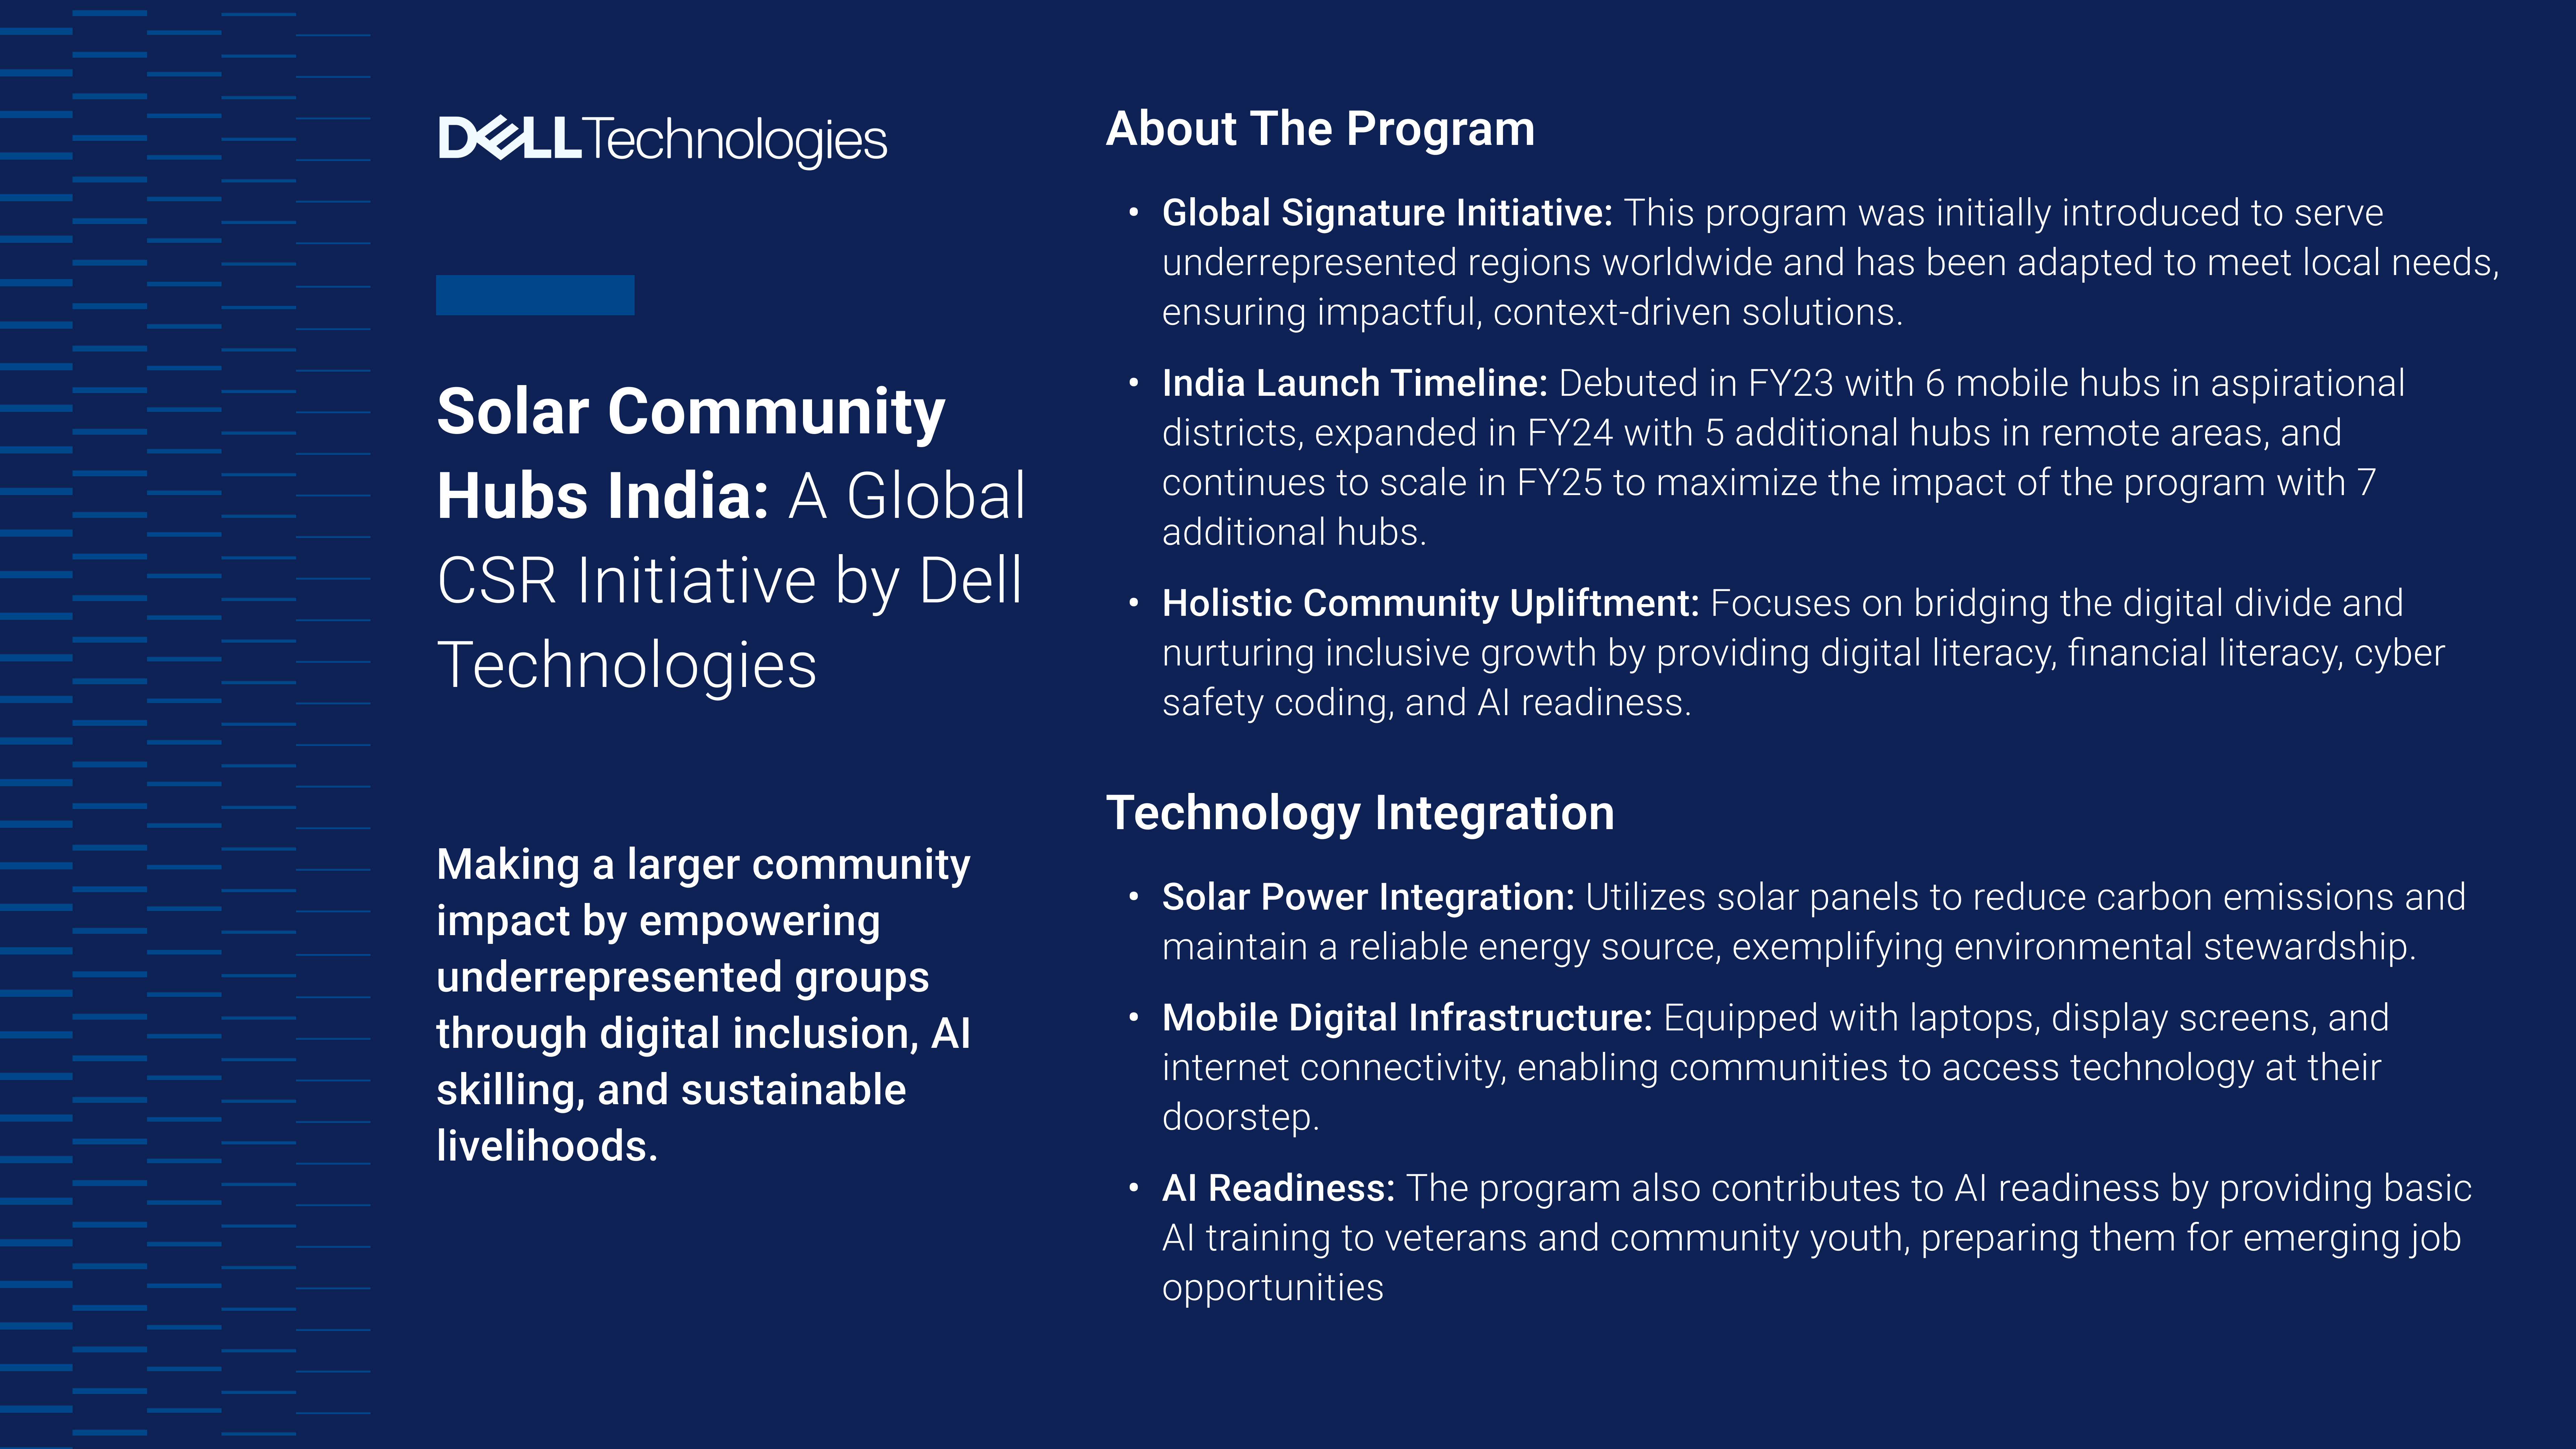 DELLTechnologies
Solar Community
Hubs India: A Global
CSR Initiative by Dell
Technologies
Making a larger community
impact by empowering
underrepresented groups
through digital inclusion, AI
skilling, and sustainable
livelihoods.
About The Program
• Global Signature Initiative: This program was initially introduced to serve
underrepresented regions worldwide and has been adapted to meet local needs,
ensuring impactful, context-driven solutions.
• India Launch Timeline: Debuted in FY23 with 6 mobile hubs in aspirational
districts, expanded in FY24 with 5 additional hubs in remote areas, and
continues to scale in FY25 to maximize the impact of the program with 7
additional hubs.
• Holistic Community Upliftment: Focuses on bridging the digital divide and
nurturing inclusive growth by providing digital literacy, financial literacy, cyber
safety coding, and AI readiness.
Technology Integration
• Solar Power Integration: Utilizes solar panels to reduce carbon emissions and
maintain a reliable energy source, exemplifying environmental stewardship.
• Mobile Digital Infrastructure: Equipped with laptops, display screens, and
internet connectivity, enabling communities to access technology at their
doorstep.
• AI Readiness: The program also contributes to AI readiness by providing basic
AI training to veterans and community youth, preparing them for emerging job
opportunities